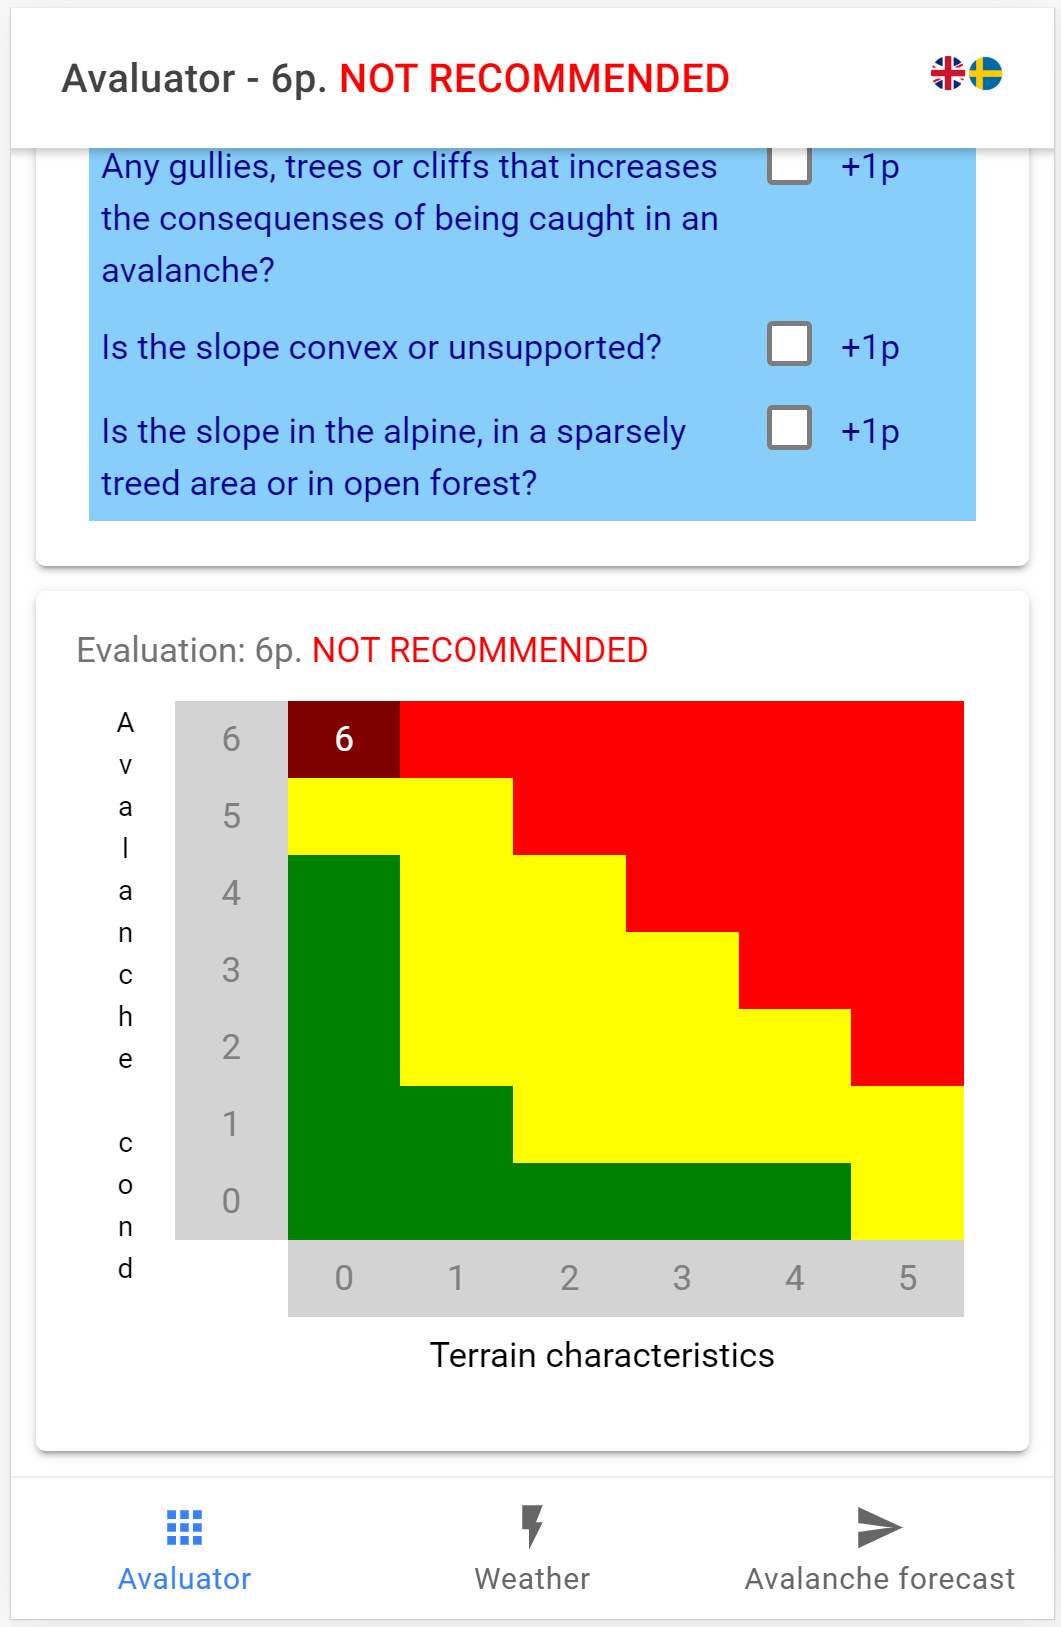 Avaluator - 6p. NOT RECOMMENDED
Any gullies, trees or cliffs that increases
the consequenses of being caught in an
avalanche?
+1p
Is the slope convex or unsupported?
+1p
Is the slope in the alpine, in a sparsely
treed area or in open forest?
+1p
Evaluation: 6p. NOT RECOMMENDED
Avalanche cond
6
6
5
4
3
2
1
0
0 1 2 3 4 5
Terrain characteristics
Avaluator
Weather
Avalanche forecast